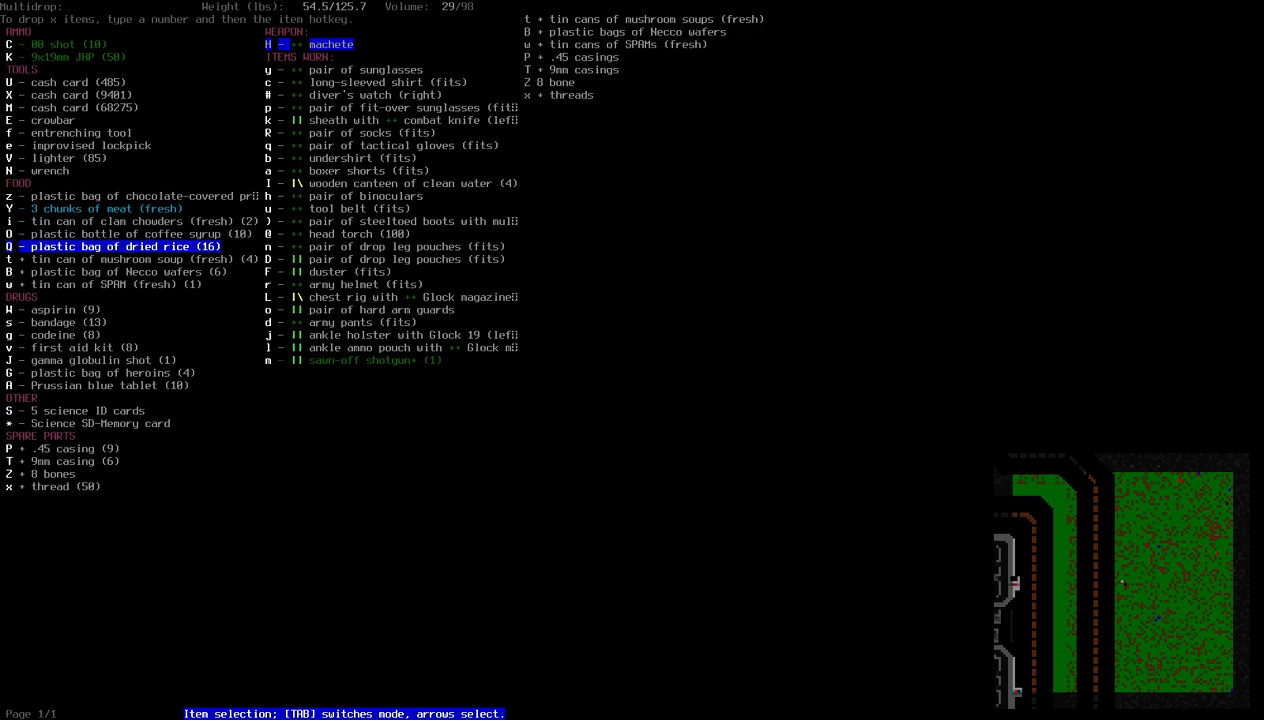 Multidrop: Weight (lbs): 54.5/125.7 Volume: 29/98
To drop x items, type a number and then the item hotkey.
AMMO
C - 00 shot (10)
K - 9x19mm JHP (50)
TOOLS
U - cash card (485)
X - cash card (9401)
M - cash card (68275)
E - crowbar
f - entrenching tool
e - improvised lockpick
V - lighter (85)
N - wrench
FOOD
z - plastic bag of chocolate-covered pri
Y - 3 chunks of meat (fresh)
i - tin can of clam chowders (fresh) (2)
O - plastic bottle of coffee syrup (10)
Q - plastic bag of dried rice (16)
t + tin can of mushroom soup (fresh) (4)
B + plastic bag of Necco wafers (6)
w + tin can of SPAM (fresh) (1)
DRUGS
W - aspirin (9)
s - bandage (13)
g - codeine (8)
v - first aid kit (8)
J - gamma globulin shot (1)
G - plastic bag of heroins (4)
A - Prussian blue tablet (10)
OTHER
S - 5 science ID cards
* - Science SD-Memory card
SPARE PARTS
P + .45 casing (9)
T + 9mm casing (6)
Z + 8 bones
x + thread (50)
WEAPON:
H - ++ machete
ITEMS WORN:
y - ++ pair of sunglasses
c - ++ long-sleeved shirt (fits)
# - ++ diver's watch (right)
p - ++ pair of fit-over sunglasses (fit
k - || sheath with ++ combat knife (lef
R - ++ pair of socks (fits)
q - ++ pair of tactical gloves (fits)
b - ++ undershirt (fits)
a - ++ boxer shorts (fits)
I - |\ wooden canteen of clean water (4)
h - ++ pair of binoculars
u - ++ tool belt (fits)
) - ++ pair of steeltoed boots with mul
@ - ++ head torch (100)
n - ++ pair of drop leg pouches (fits)
D - || pair of drop leg pouches (fits)
F - || duster (fits)
r - ++ army helmet (fits)
L - |\ chest rig with ++ Glock magazine
o - || pair of hard arm guards
d - ++ army pants (fits)
j - || ankle holster with Glock 19 (lef
l - || ankle ammo pouch with ++ Glock m
m - || sawn-off shotgun+ (1)
t + tin cans of mushroom soups (fresh)
B + plastic bags of Necco wafers
w + tin cans of SPAMs (fresh)
P + .45 casings
T + 9mm casings
Z 8 bone
x + threads
Page 1/1 Item selection; [TAB] switches mode, arrows select.